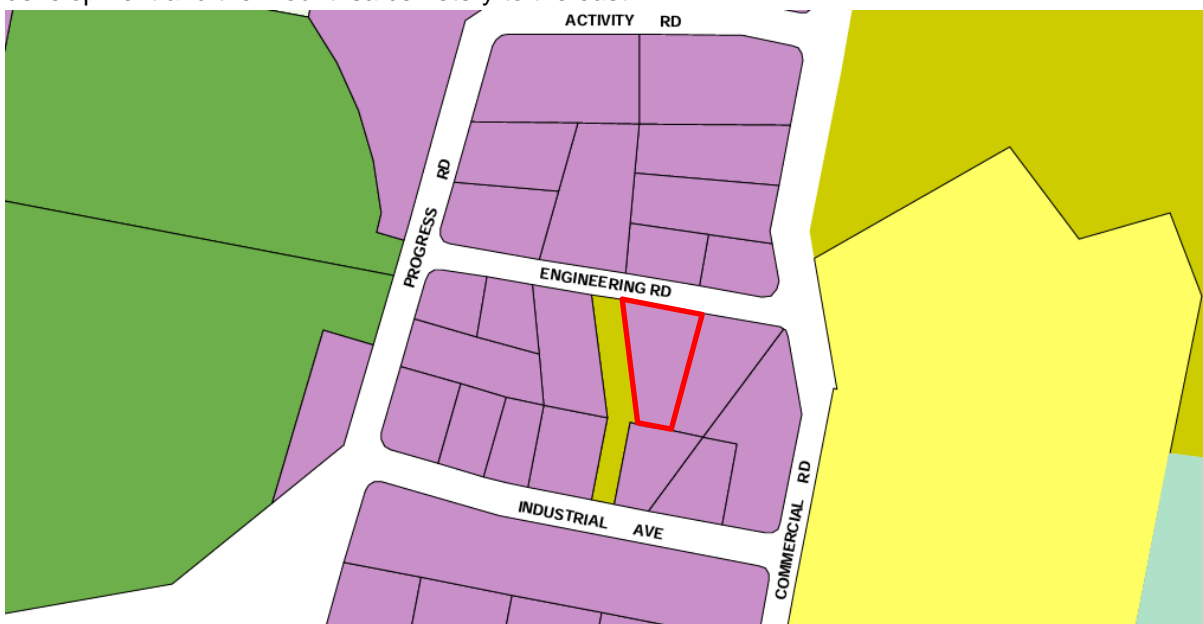 ACTIVITY RD
PROGRESS RD
ENGINEERING RD
INDUSTRIAL AVE
COMMERCIAL RD